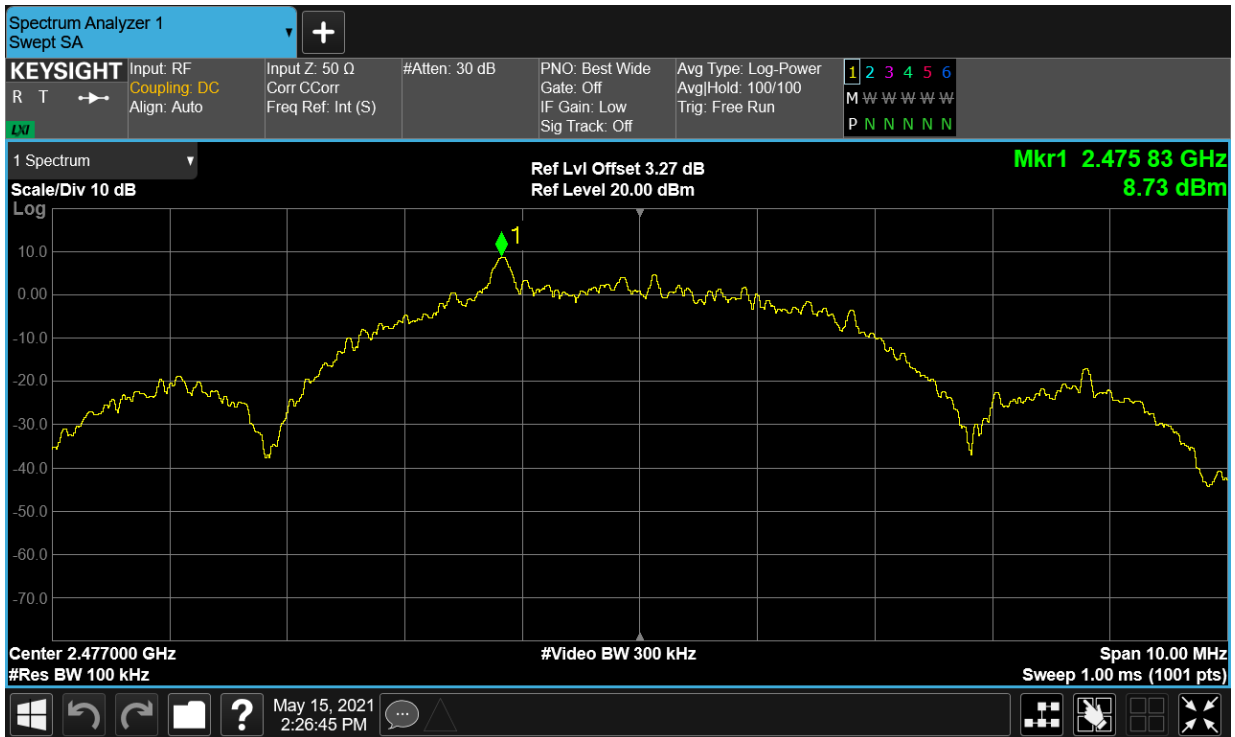 Spectrum Analyzer 1
Swept SA
KEYSIGHT
R T
LXI
Input: RF
Coupling: DC
Align: Auto
Input Z: 50 Ω
Corr CCorr
Freq Ref: Int (S)
#Atten: 30 dB
PNO: Best Wide
Gate: Off
IF Gain: Low
Sig Track: Off
Avg Type: Log-Power
Avg|Hold: 100/100
Trig: Free Run
1 2 3 4 5 6
M W W W W W
P N N N N N
1 Spectrum
Scale/Div 10 dB
Log
Ref Lvl Offset 3.27 dB
Ref Level 20.00 dBm
Mkr1 2.475 83 GHz
8.73 dBm
1
10.0
0.00
-10.0
-20.0
-30.0
-40.0
-50.0
-60.0
-70.0
Center 2.477000 GHz
#Res BW 100 kHz
#Video BW 300 kHz
Span 10.00 MHz
Sweep 1.00 ms (1001 pts)
?
May 15, 2021
2:26:45 PM